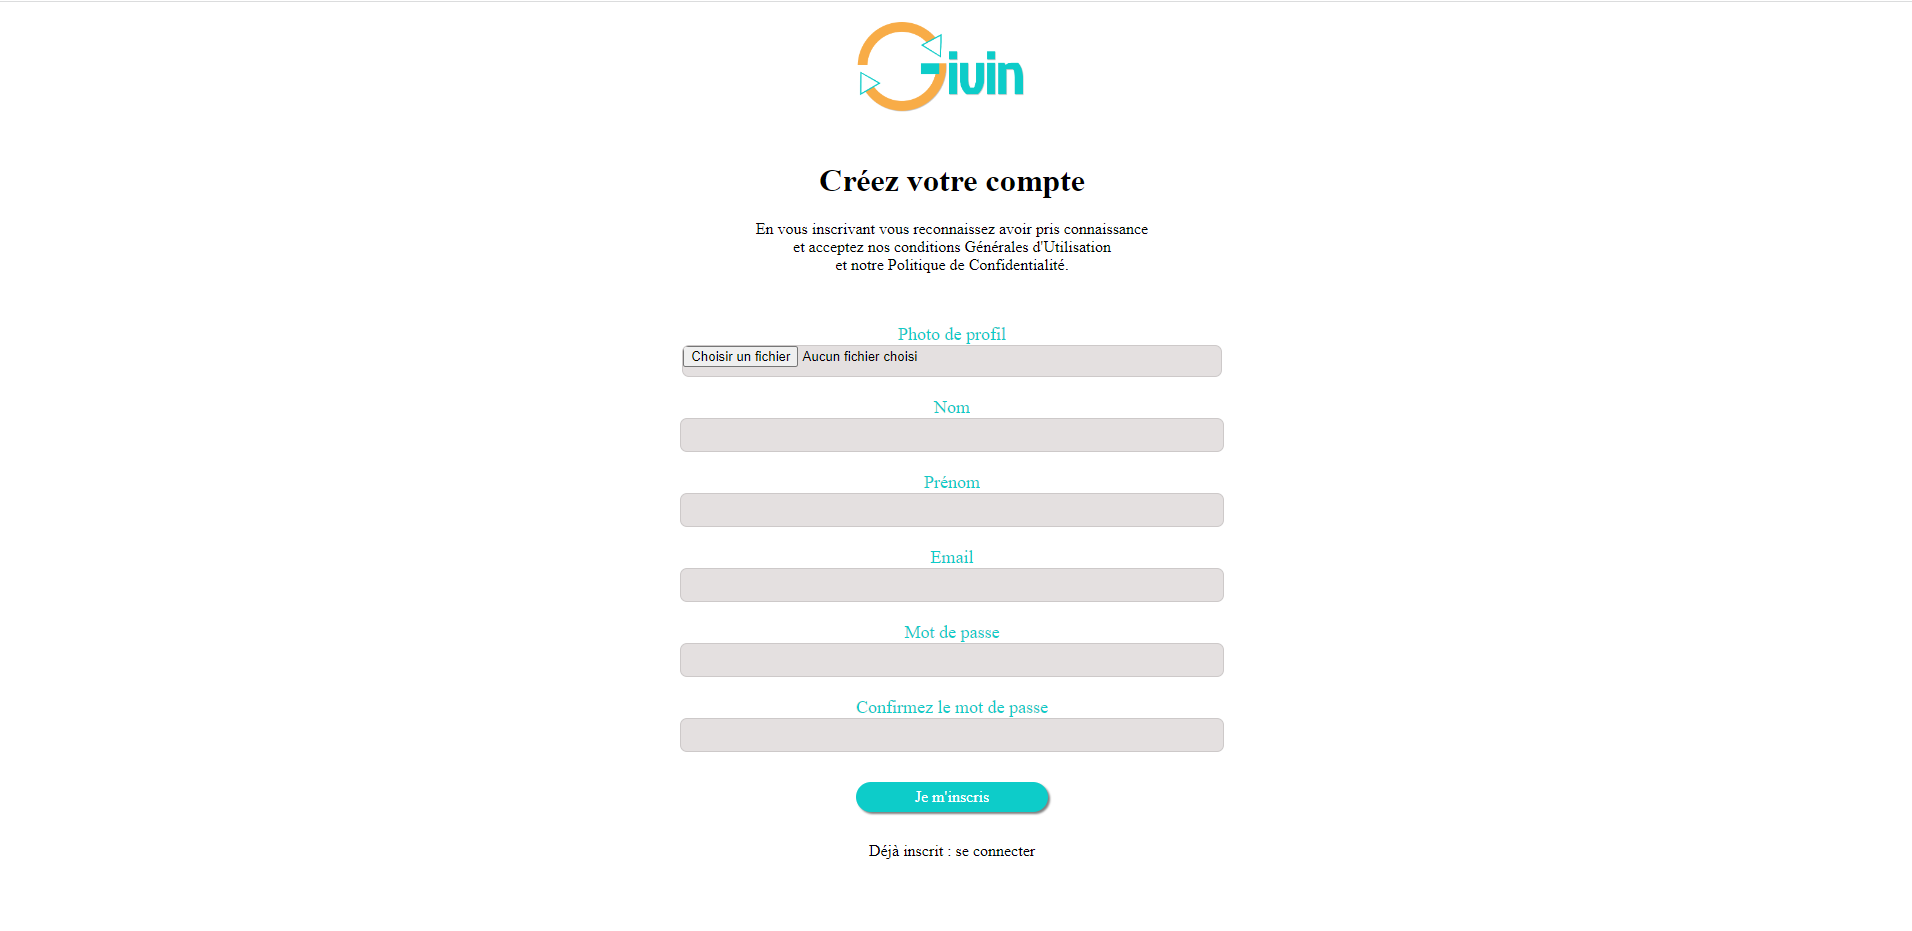 Givin
Créez votre compte
En vous inscrivant vous reconnaissez avoir pris connaissance
et acceptez nos conditions Générales d'Utilisation
et notre Politique de Confidentialité.
Photo de profil
Choisir un fichier Aucun fichier choisi
Nom
Prénom
Email
Mot de passe
Confirmez le mot de passe
Je m'inscris
Déjà inscrit : se connecter